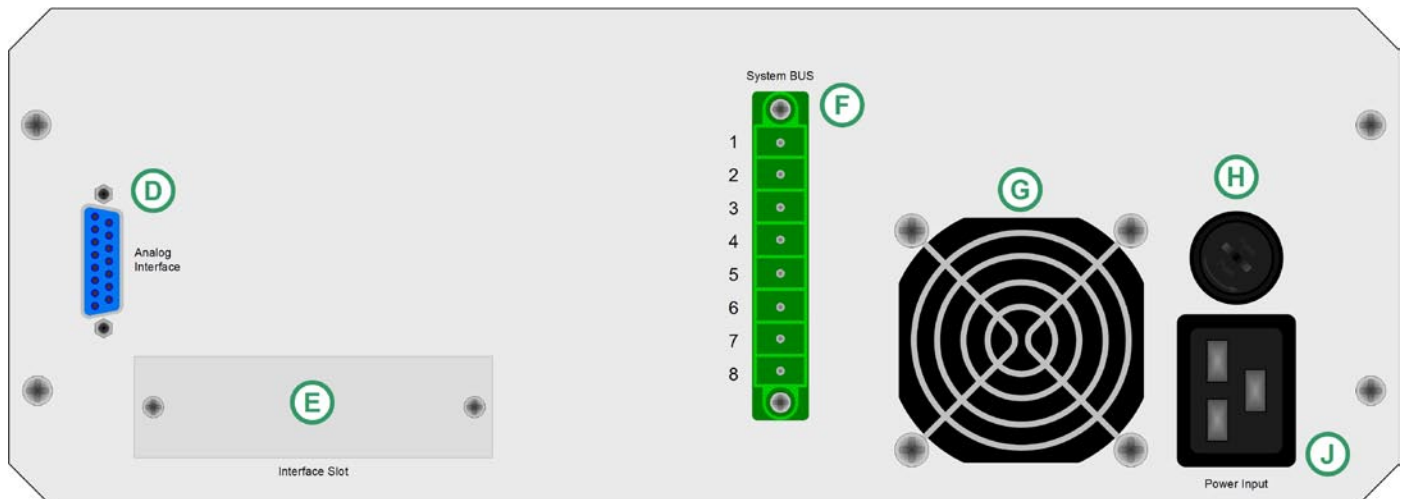 System BUS
F
1
2
3
4
5
6
7
8
D
Analog
Interface
G
H
E
Interface Slot
J
Power Input